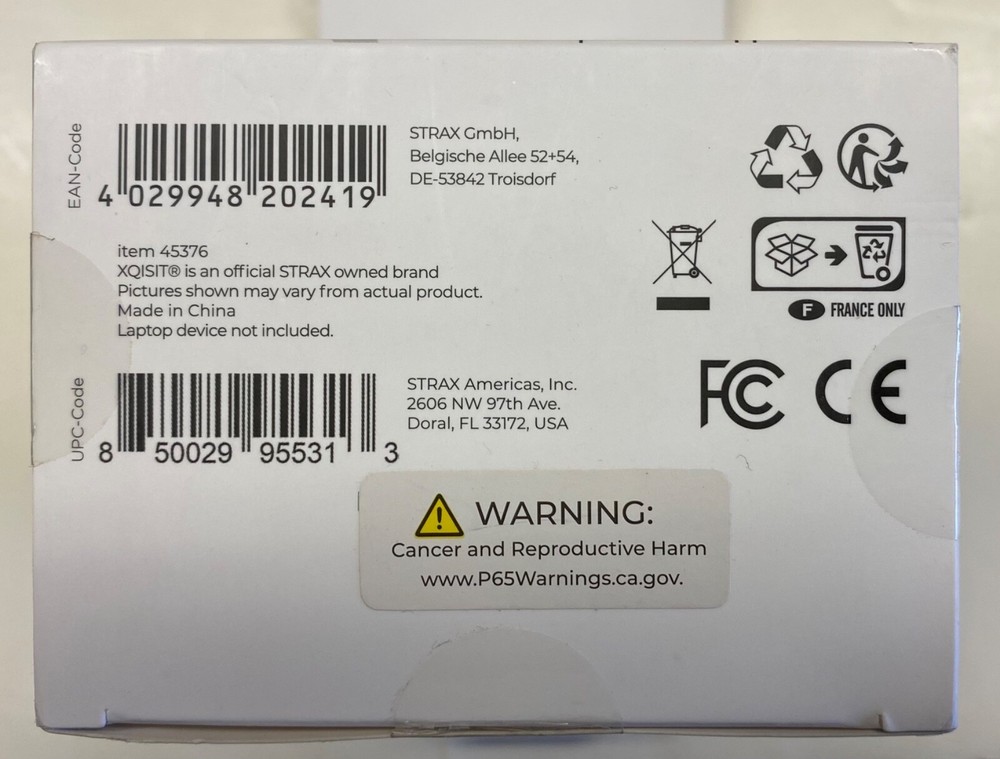 EAN-Code
4 029948 202419
STRAX GmbH,
Belgische Allee 52+54,
DE-53842 Troisdorf
item 45376
XQISIT® is an official STRAX owned brand
Pictures shown may vary from actual product.
Made in China
Laptop device not included.
F FRANCE ONLY
UPC-Code
8 50029 95531 3
STRAX Americas, Inc.
2606 NW 97th Ave.
Doral, FL 33172, USA
FC CE
WARNING:
Cancer and Reproductive Harm
www.P65Warnings.ca.gov.